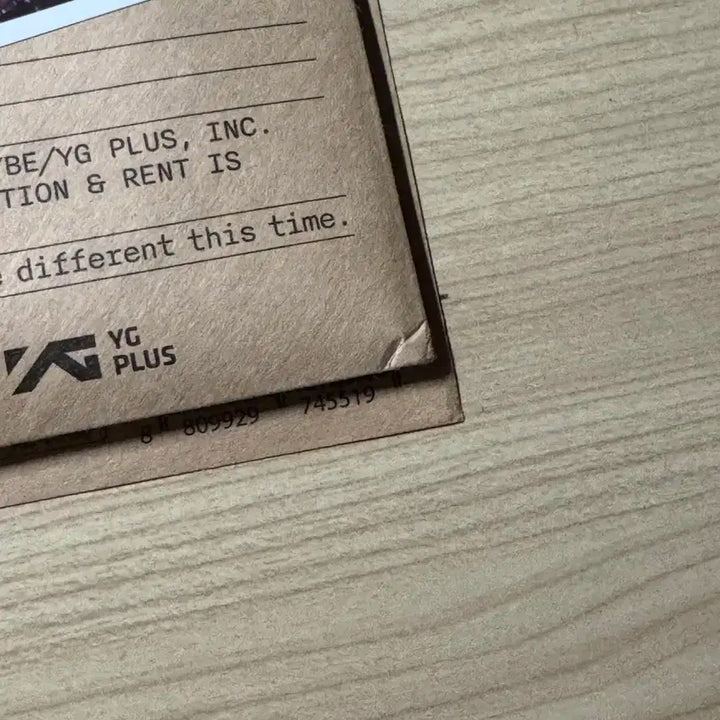 BE/YG PLUS, INC.
TION & RENT IS
different this time.
YG
PLUS
8 809929 745519